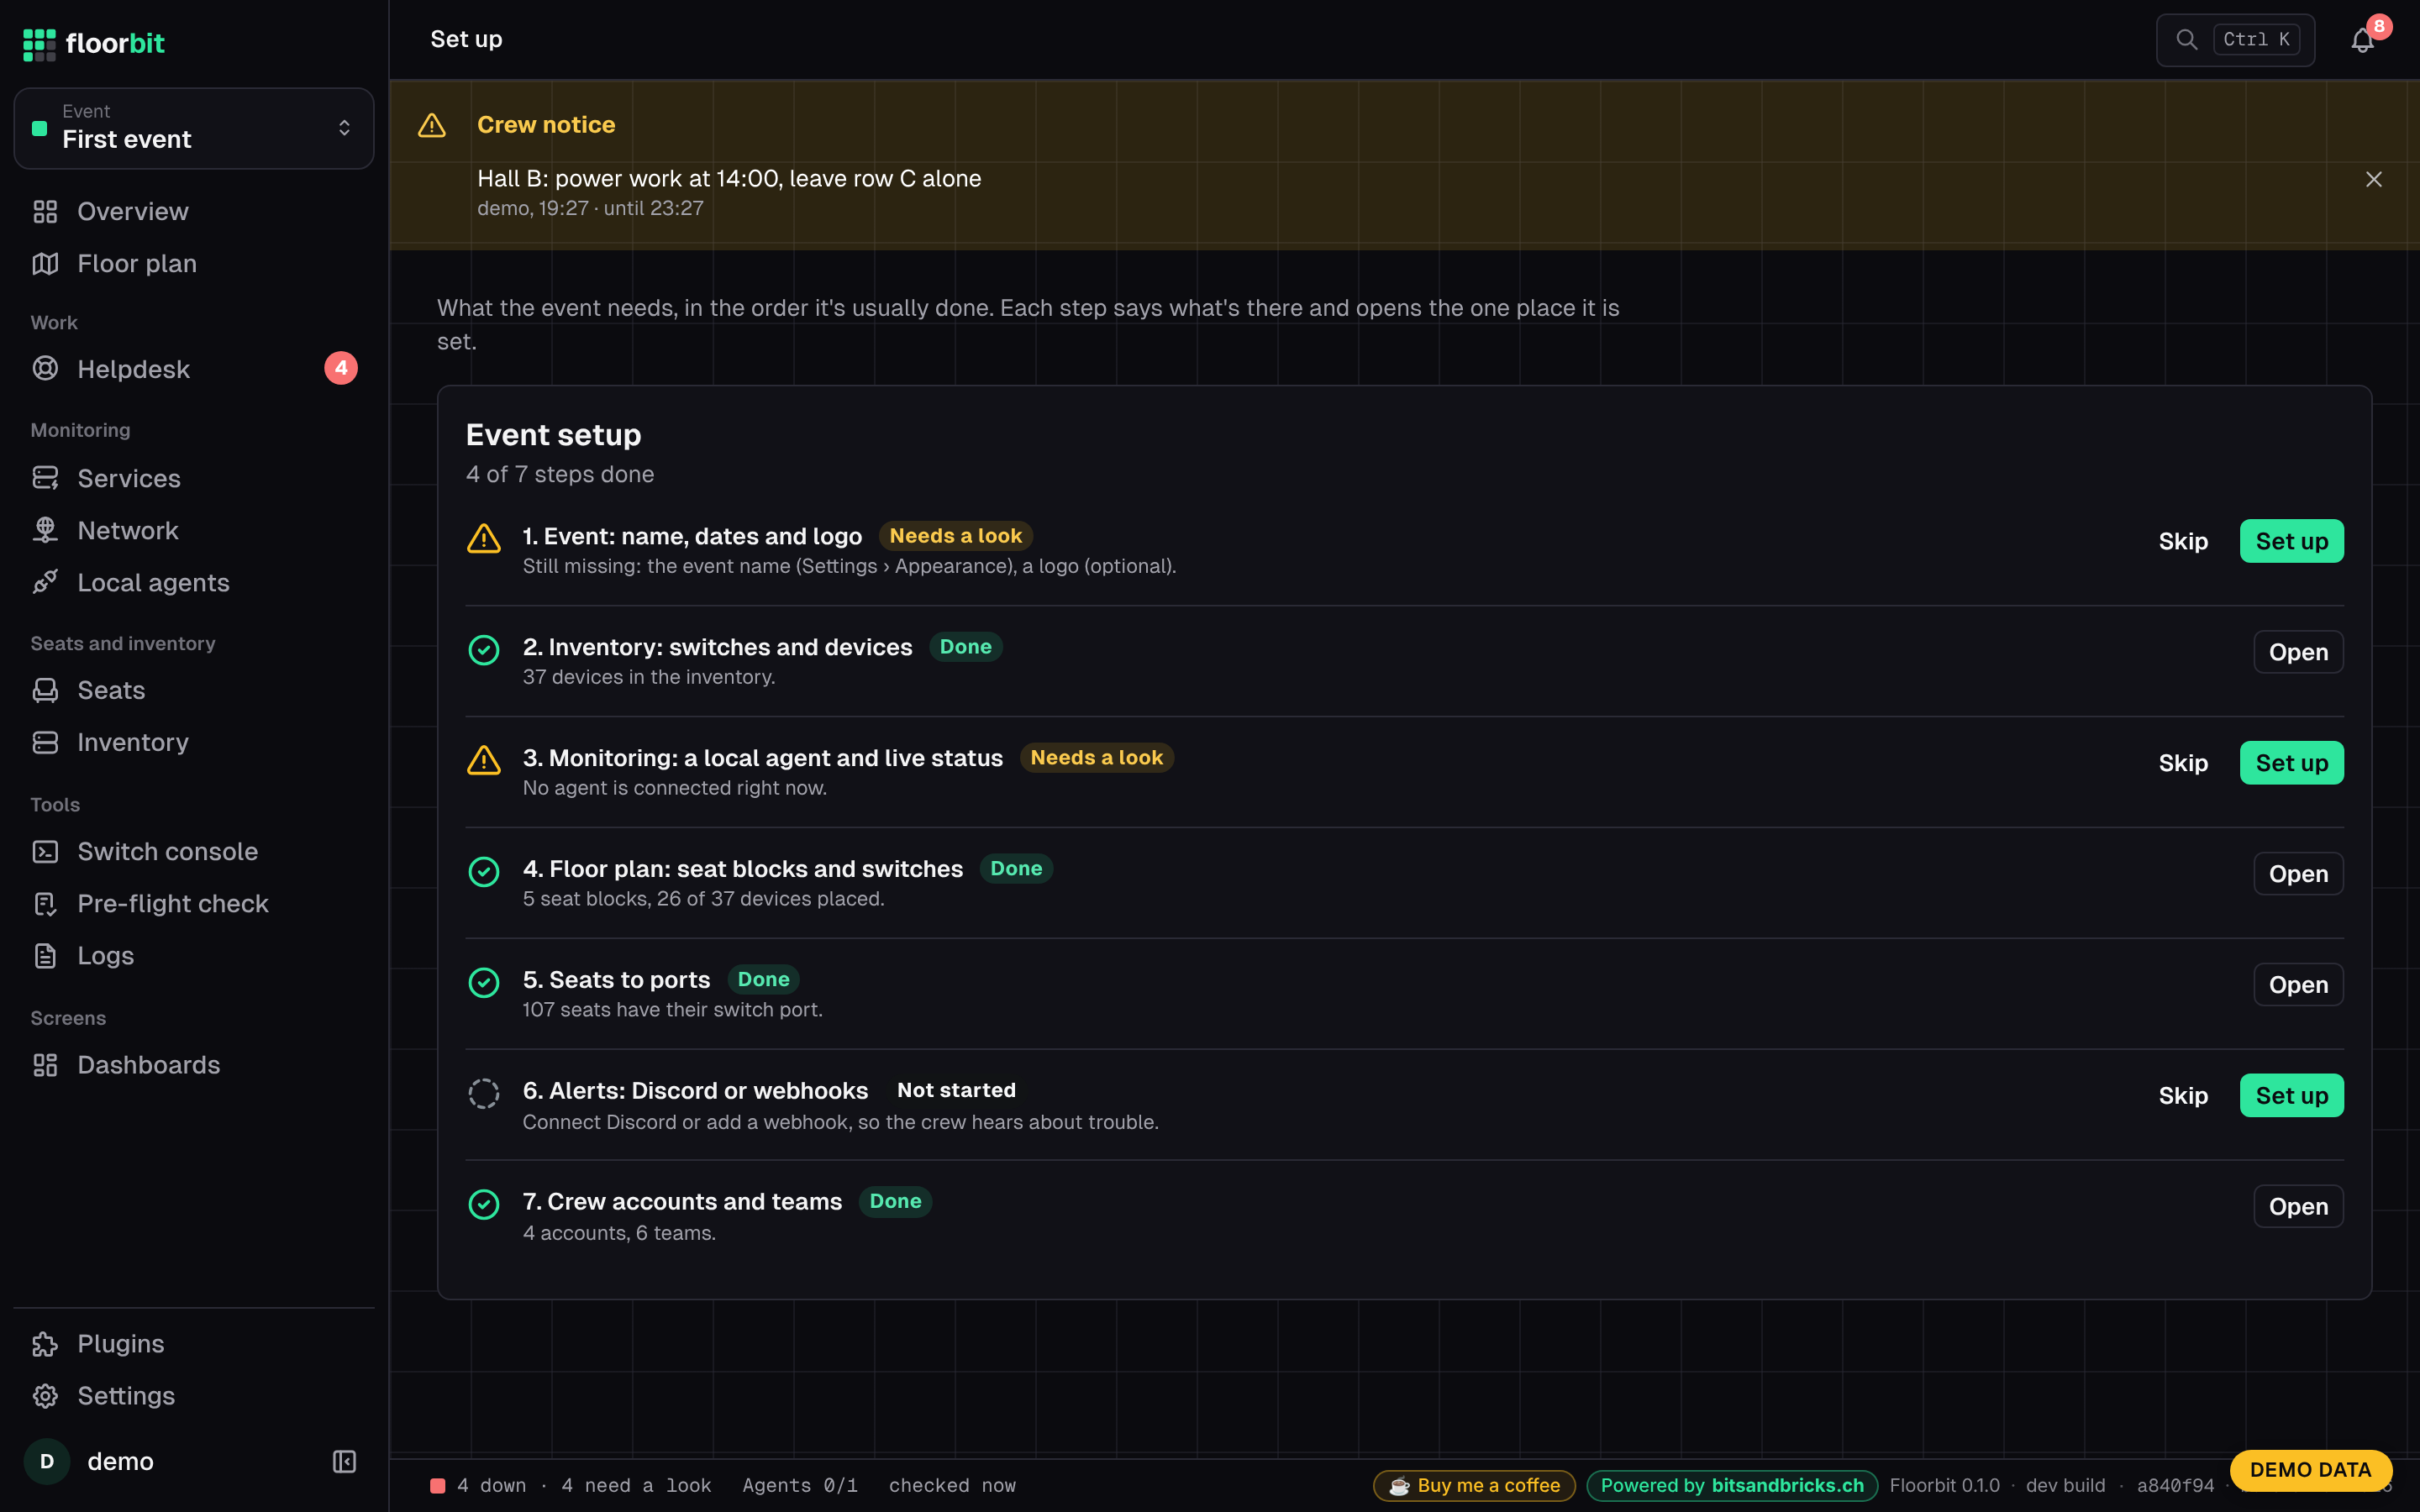 floorbit
Event
First event
Overview
Floor plan
Work
Helpdesk
4
Monitoring
Services
Network
Local agents
Seats and inventory
Seats
Inventory
Tools
Switch console
Pre-flight check
Logs
Screens
Dashboards
Plugins
Settings
D
demo
Set up
Ctrl K
8
Crew notice
Hall B: power work at 14:00, leave row C alone
demo, 19:27 · until 23:27
What the event needs, in the order it's usually done. Each step says what's there and opens the one place it is
set.
Event setup
4 of 7 steps done
1. Event: name, dates and logo Needs a look
Still missing: the event name (Settings › Appearance), a logo (optional).
Skip Set up
2. Inventory: switches and devices Done
37 devices in the inventory.
Open
3. Monitoring: a local agent and live status Needs a look
No agent is connected right now.
Skip Set up
4. Floor plan: seat blocks and switches Done
5 seat blocks, 26 of 37 devices placed.
Open
5. Seats to ports Done
107 seats have their switch port.
Open
6. Alerts: Discord or webhooks Not started
Connect Discord or add a webhook, so the crew hears about trouble.
Skip Set up
7. Crew accounts and teams Done
4 accounts, 6 teams.
Open
4 down · 4 need a look Agents 0/1 checked now
Buy me a coffee Powered by bitsandbricks.ch Floorbit 0.1.0 · dev build · a840f94 ·
DEMO DATA